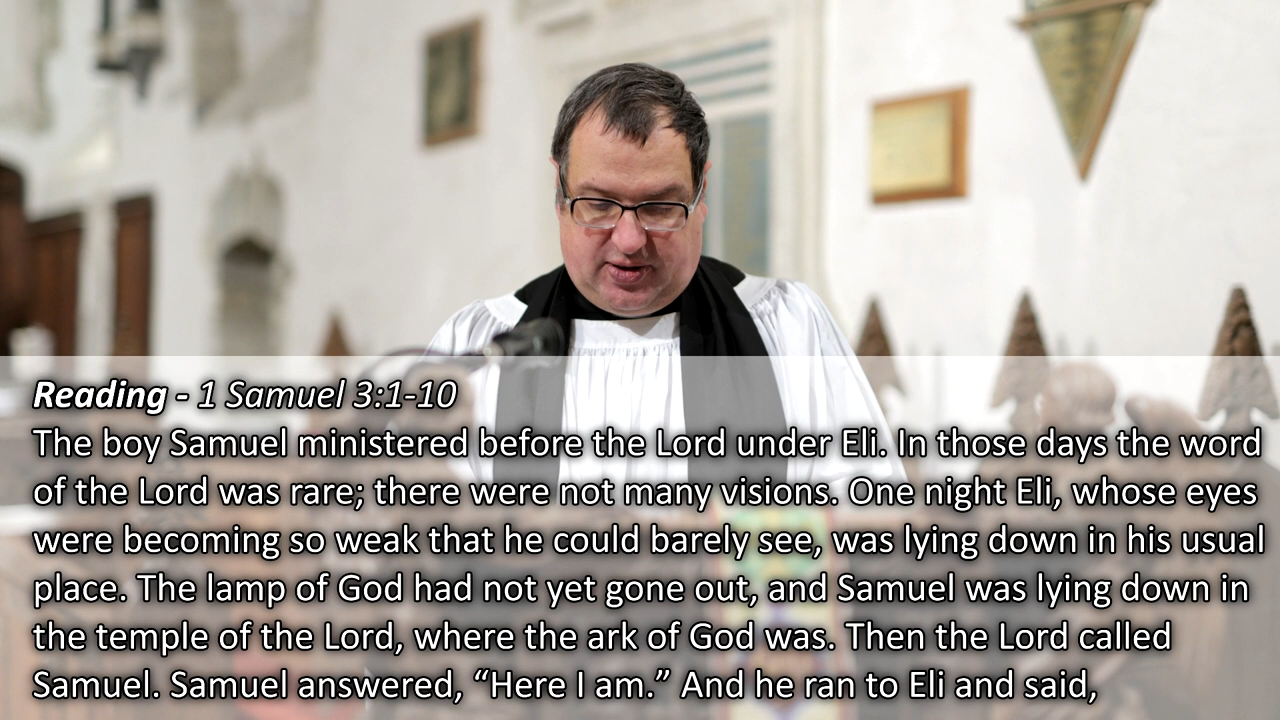 Reading - 1 Samuel 3:1-10
The boy Samuel ministered before the Lord under Eli. In those days the word
of the Lord was rare; there were not many visions. One night Eli, whose eyes
were becoming so weak that he could barely see, was lying down in his usual
place. The lamp of God had not yet gone out, and Samuel was lying down in
the temple of the Lord, where the ark of God was. Then the Lord called
Samuel. Samuel answered, “Here I am.” And he ran to Eli and said,